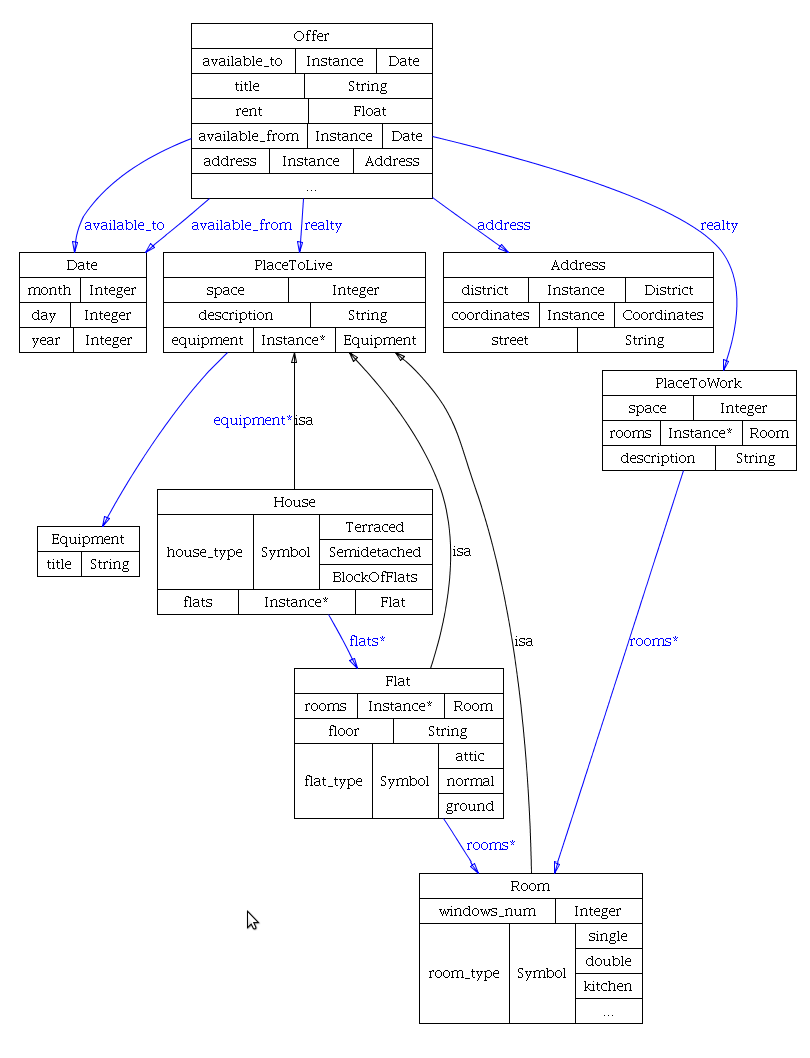 Offer
available_to Instance Date
title String
rent Float
available_from Instance Date
address Instance Address
...
available_to available_from realty address realty
Date
month Integer
day Integer
year Integer
PlaceToLive
space Integer
description String
equipment Instance* Equipment
Address
district Instance District
coordinates Instance Coordinates
street String
PlaceToWork
space Integer
rooms Instance* Room
description String
equipment* isa
House
house_type Symbol Terraced
Semidetached
BlockOfFlats
flats Instance* Flat
Equipment
title String
isa
flats* isa rooms*
Flat
rooms Instance* Room
floor String
flat_type Symbol attic
normal
ground
rooms*
Room
windows_num Integer
room_type Symbol single
double
kitchen
...